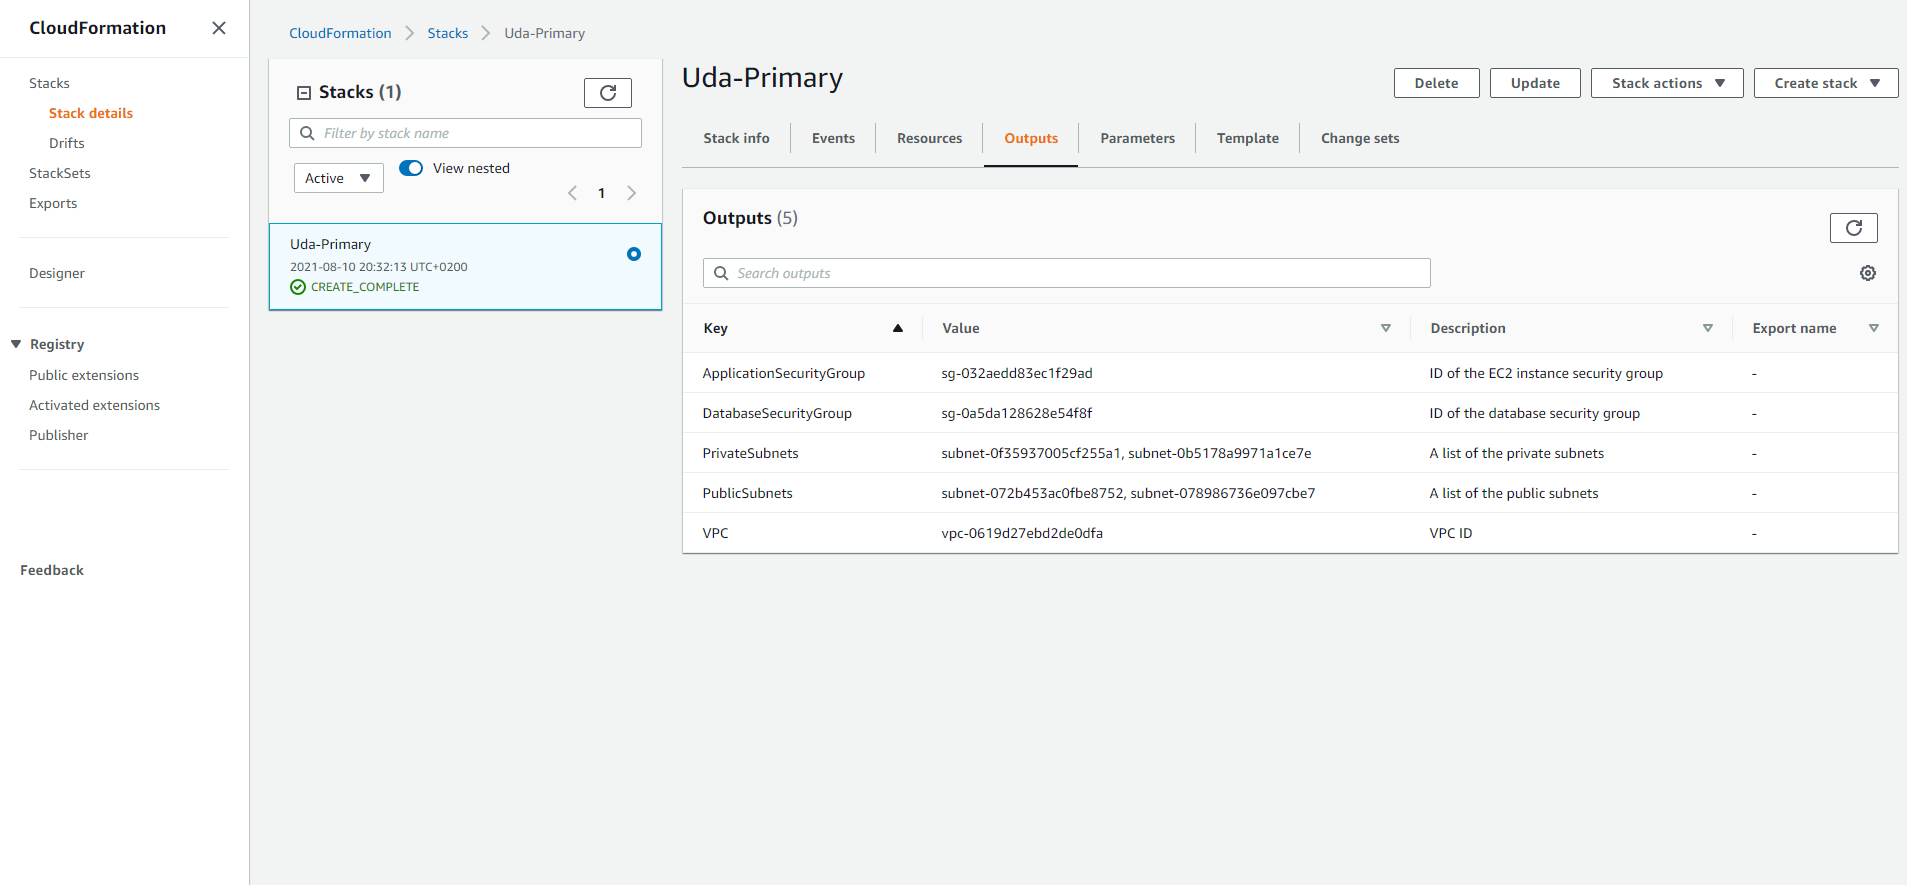 CloudFormation
Stacks
Stack details
Drifts
StackSets
Exports
Designer
Registry
Public extensions
Activated extensions
Publisher
Feedback
CloudFormation Stacks Uda-Primary
Stacks (1)
Filter by stack name
Active View nested
1
Uda-Primary
2021-08-10 20:32:13 UTC+0200
CREATE_COMPLETE
Uda-Primary
Delete Update Stack actions Create stack
Stack info Events Resources Outputs Parameters Template Change sets
Outputs (5)
Search outputs
Key Value Description Export name
ApplicationSecurityGroup sg-032aedd83ec1f29ad ID of the EC2 instance security group -
DatabaseSecurityGroup sg-0a5da128628e54f8f ID of the database security group -
PrivateSubnets subnet-0f35937005cf255a1, subnet-0b5178a9971a1ce7e A list of the private subnets -
PublicSubnets subnet-072b453ac0fbe8752, subnet-078986736e097cbe7 A list of the public subnets -
VPC vpc-0619d27ebd2de0dfa VPC ID -